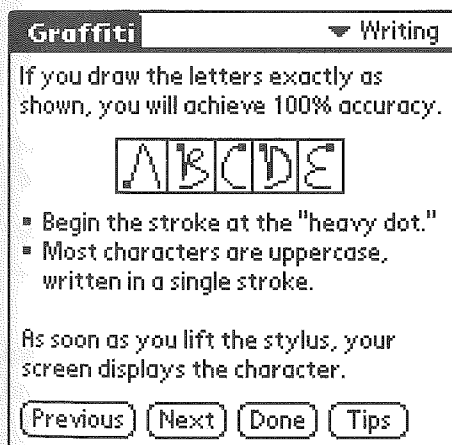 Graffiti Writing
If you draw the letters exactly as
shown, you will achieve 100% accuracy.
A B C D E
▪ Begin the stroke at the "heavy dot."
▪ Most characters are uppercase,
written in a single stroke.
As soon as you lift the stylus, your
screen displays the character.
Previous Next Done Tips